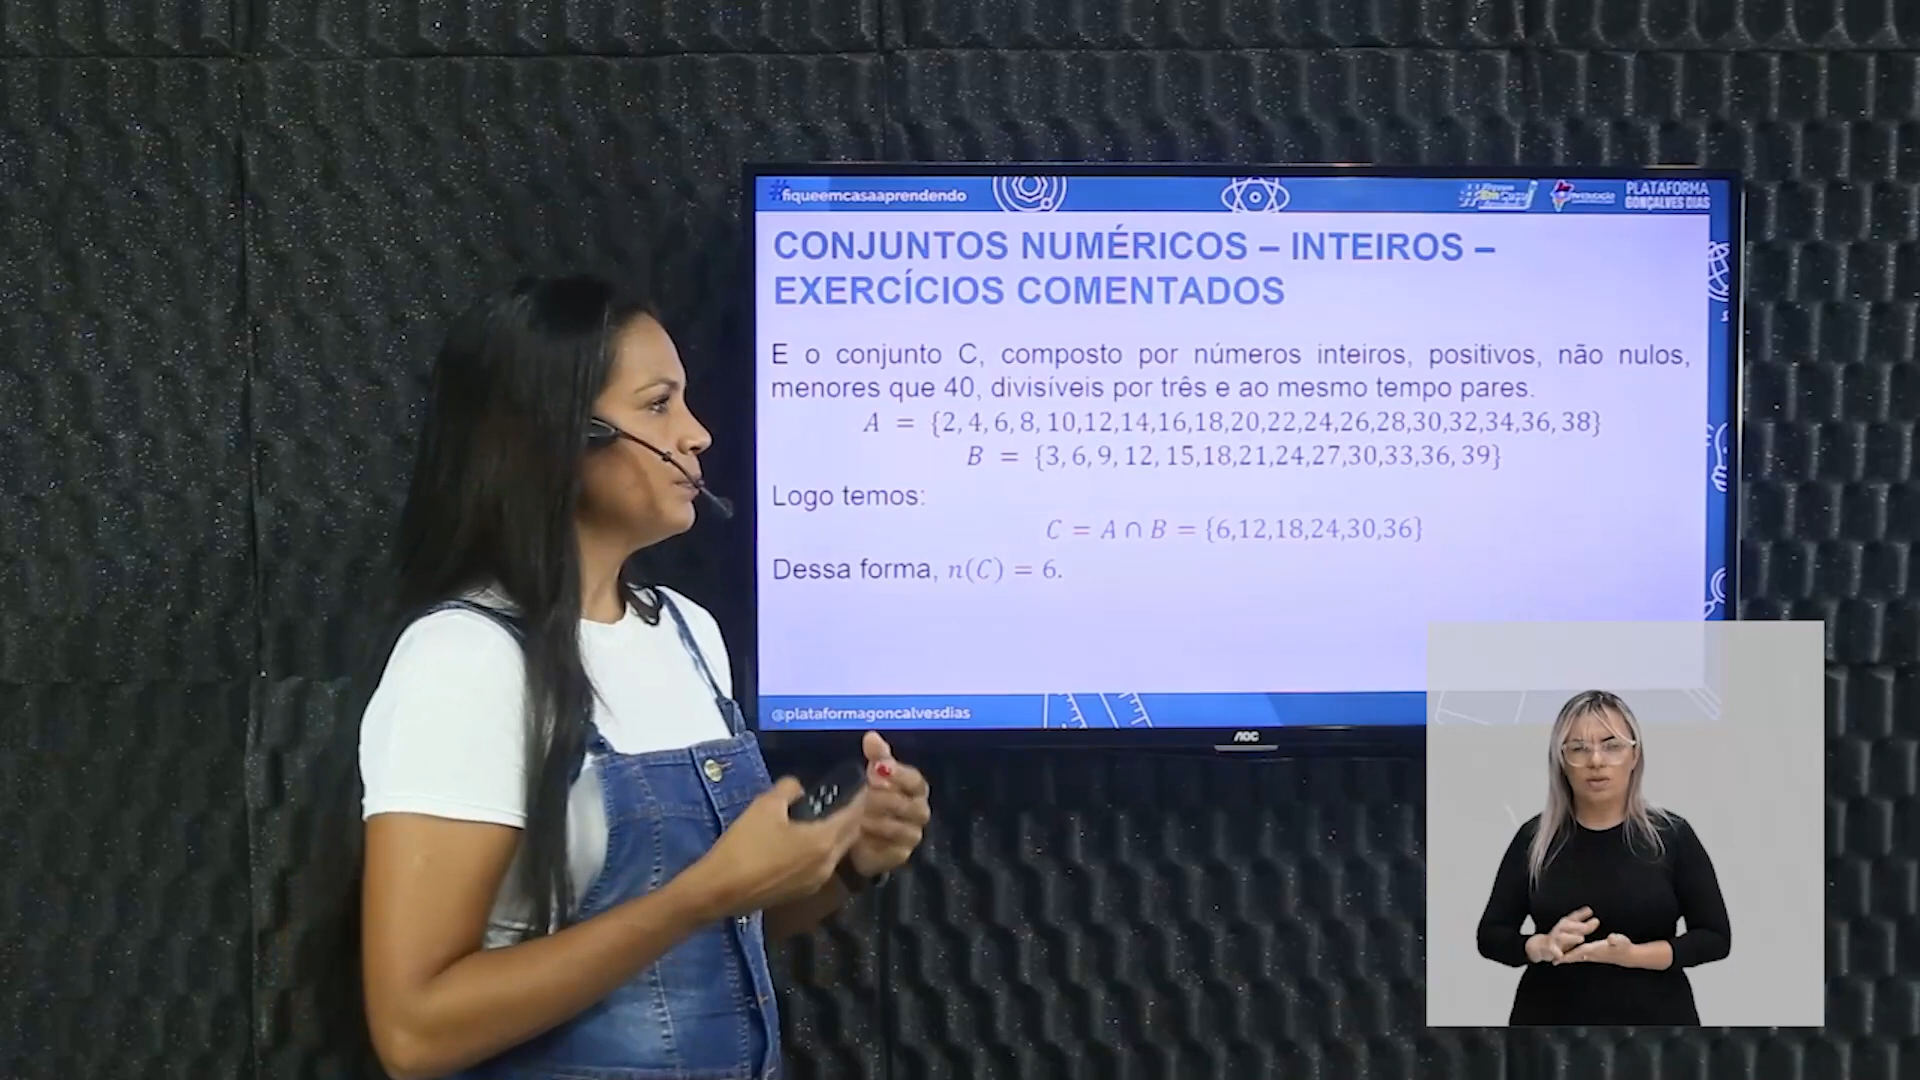 #fiqueemcasaaprendendo
PLATAFORMA
GONÇALVES DIAS
CONJUNTOS NUMÉRICOS – INTEIROS –
EXERCÍCIOS COMENTADOS
E o conjunto C, composto por números inteiros, positivos, não nulos,
menores que 40, divisíveis por três e ao mesmo tempo pares.
A = {2, 4, 6, 8, 10,12,14,16,18,20,22,24,26,28,30,32,34,36, 38}
B = {3, 6, 9, 12, 15,18,21,24,27,30,33,36, 39}
Logo temos:
C = A ∩ B = {6,12,18,24,30,36}
Dessa forma, n(C) = 6.
@plataformagoncalvesdias
AOC